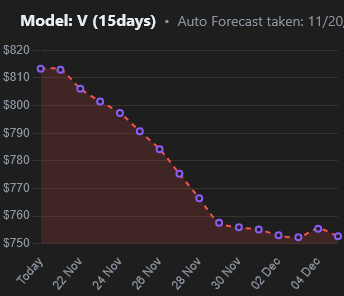 Model: V (15days) • Auto Forecast taken: 11/20/
$820
$810
$800
$790
$780
$770
$760
$750
Today
22 Nov
24 Nov
26 Nov
28 Nov
30 Nov
02 Dec
04 Dec